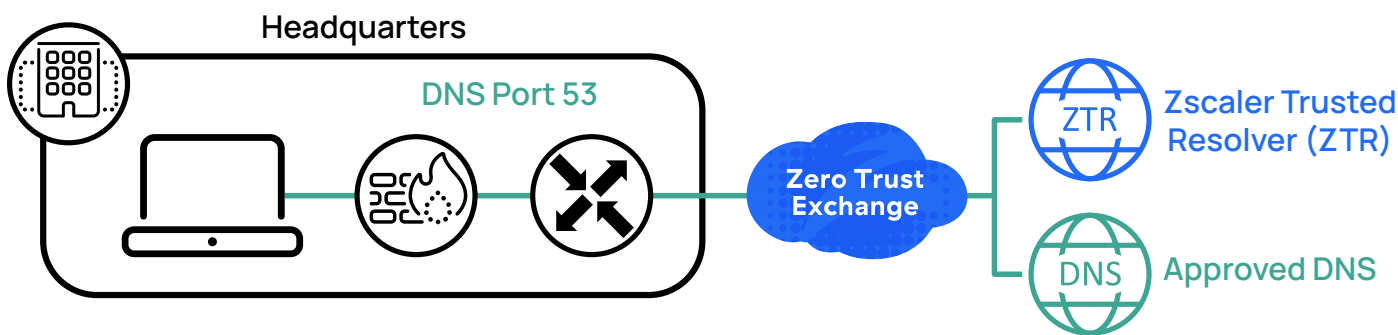 Headquarters
DNS Port 53
Zero Trust
Exchange
ZTR
Zscaler Trusted
Resolver (ZTR)
DNS
Approved DNS